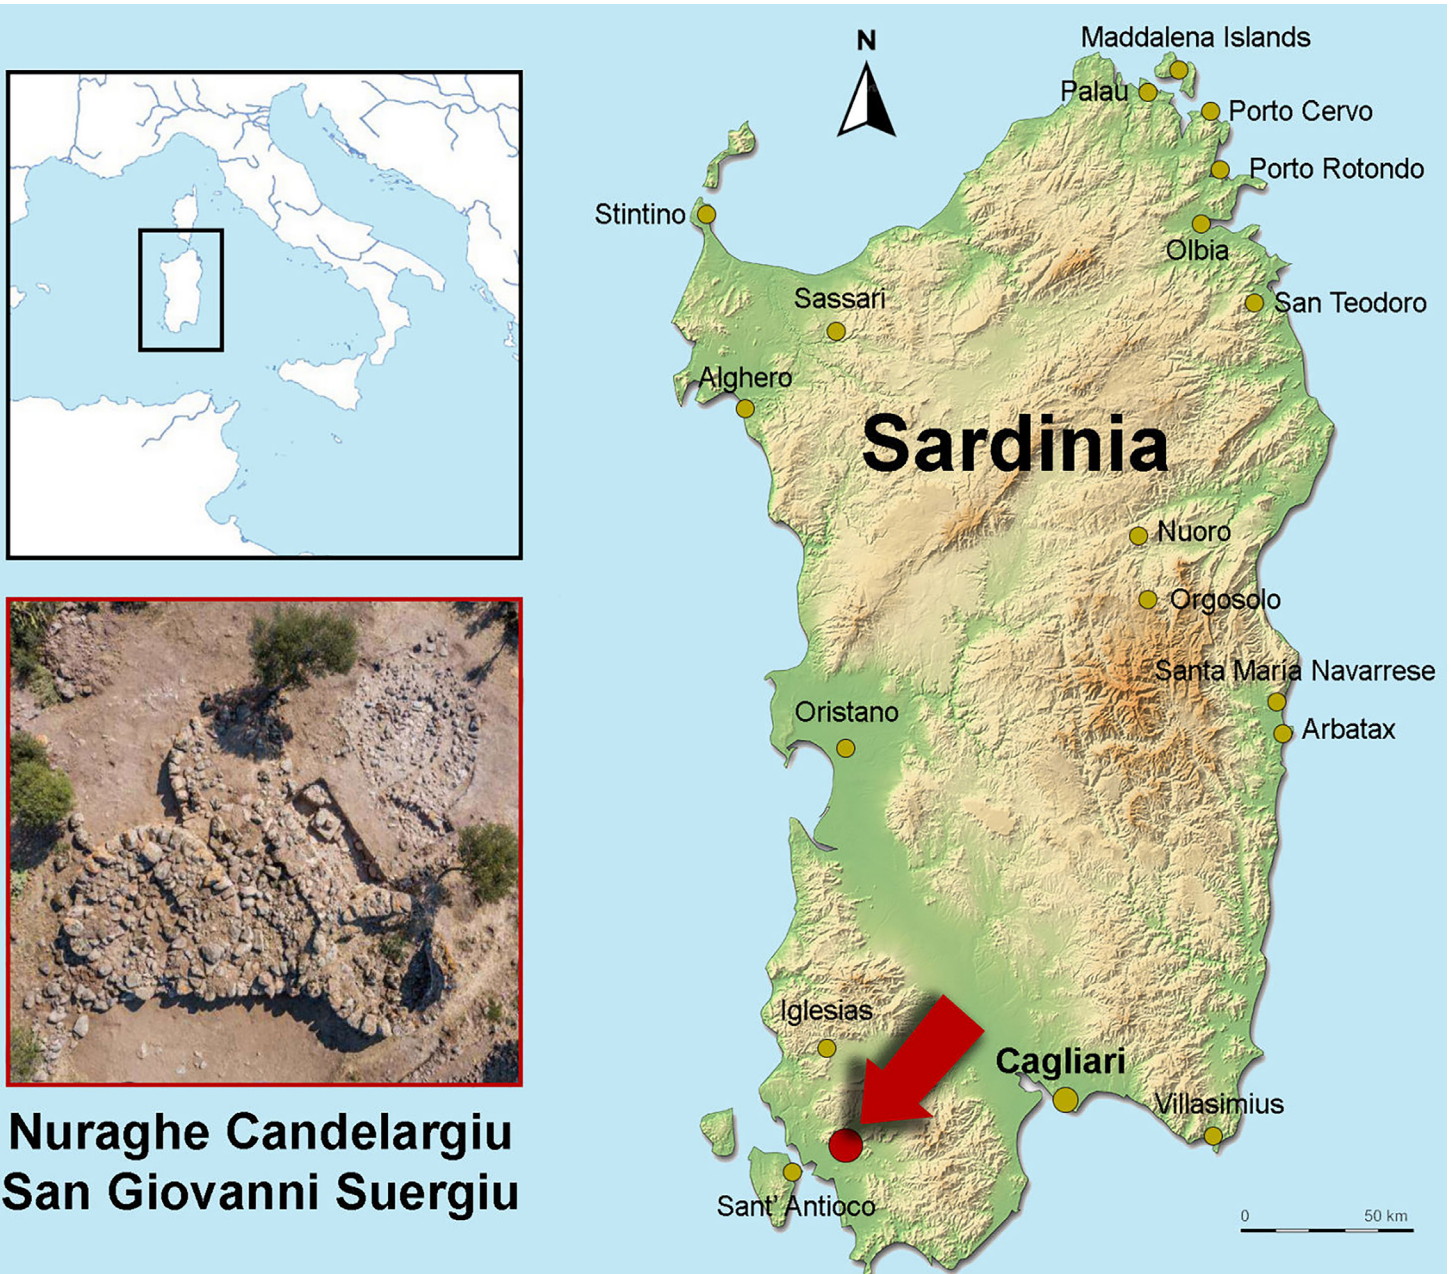 N
Maddalena Islands
Palau
Porto Cervo
Porto Rotondo
Stintino
Olbia
Sassari
San Teodoro
Alghero
Sardinia
Nuoro
Orgosolo
Santa Maria Navarrese
Oristano
Arbatax
Iglesias
Cagliari
Villasimius
Sant' Antioco
0 50 km
Nuraghe Candelargiu
San Giovanni Suergiu